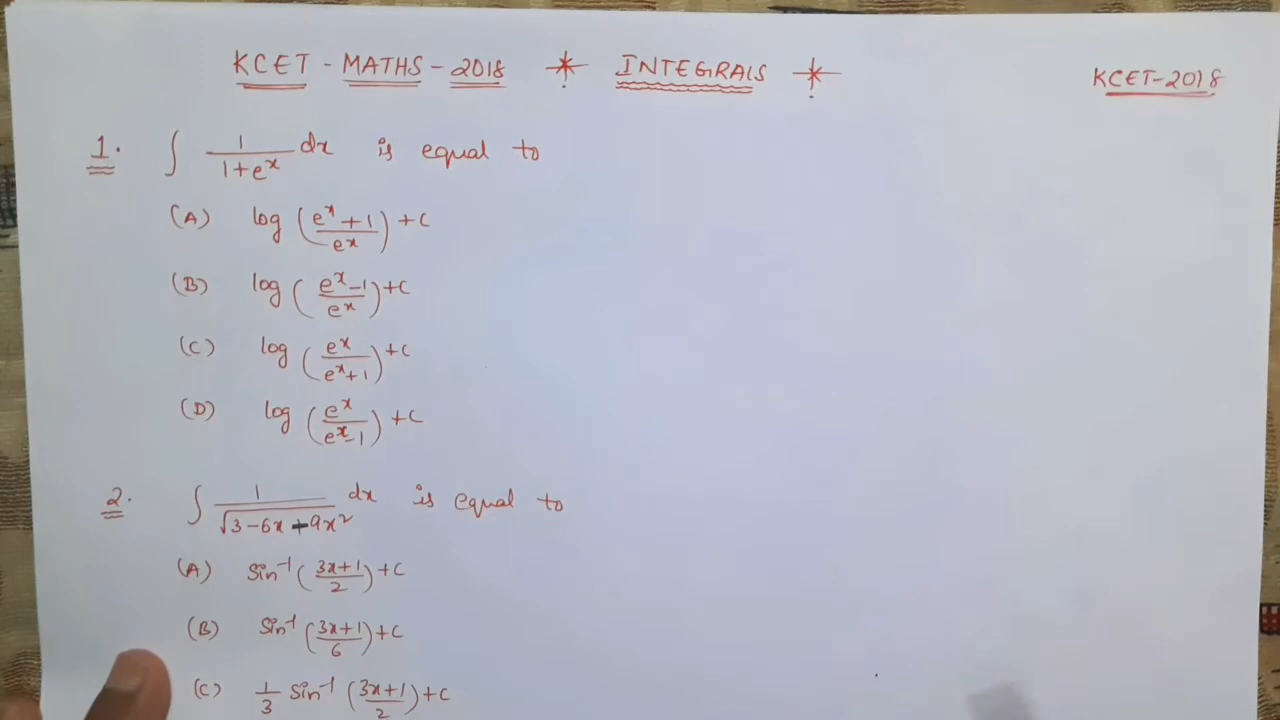 KCET - MATHS - 2018 * INTEGRALS * KCET-2018
1. ∫ 1/(1+e^x) dx is equal to
(A) log ((e^x+1)/e^x) +C
(B) log ((e^x-1)/e^x) +C
(C) log (e^x/(e^x+1)) +C
(D) log (e^x/(e^x-1)) +C
2. ∫ 1/√(3-6x-9x²) dx is equal to
(A) Sin⁻¹ ((3x+1)/2) +C
(B) Sin⁻¹ ((3x+1)/6) +C
(C) 1/3 Sin⁻¹ ((3x+1)/2) +C